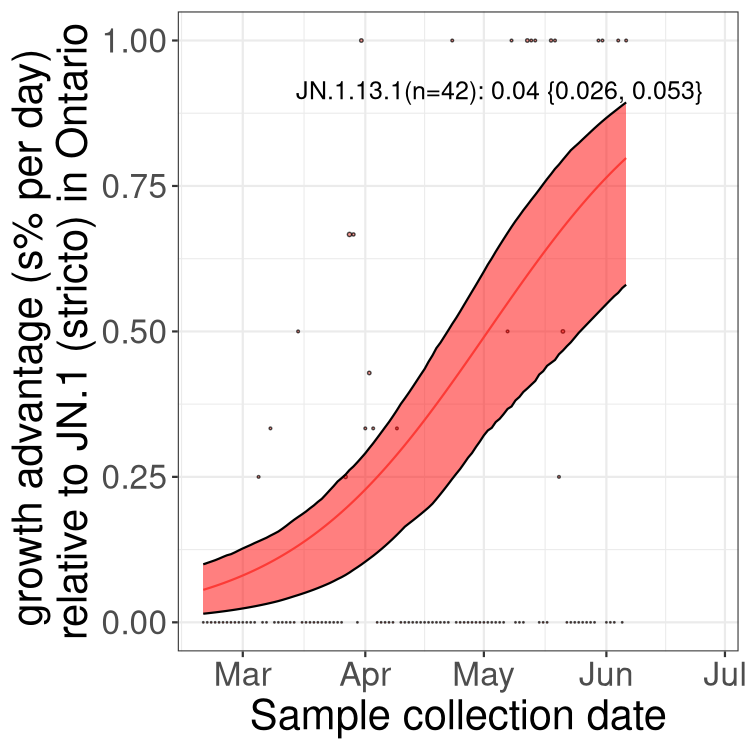 growth advantage (s% per day)
relative to JN.1 (stricto) in Ontario
1.00
0.75
0.50
0.25
0.00
JN.1.13.1(n=42): 0.04 {0.026, 0.053}
Mar Apr May Jun Jul
Sample collection date